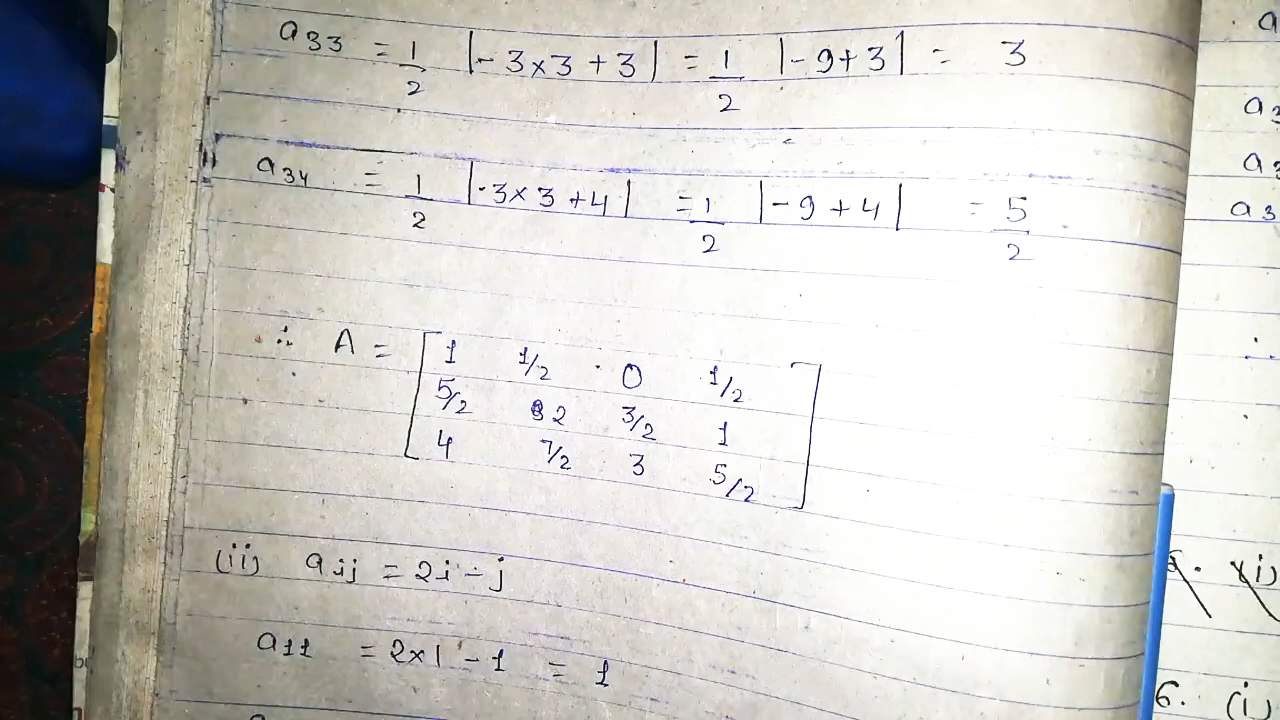 a33 = 1/2 |-3×3+3| = 1/2 |-9+3| = 3
a34 = 1/2 |-3×3+4| = 1/2 |-9+4| = 5/2
∴ A = [1 1/2 0 1/2
5/2 2 3/2 1
4 7/2 3 5/2]
(ii) aij = 2i-j
a11 = 2×1-1 = 1
6. (i)